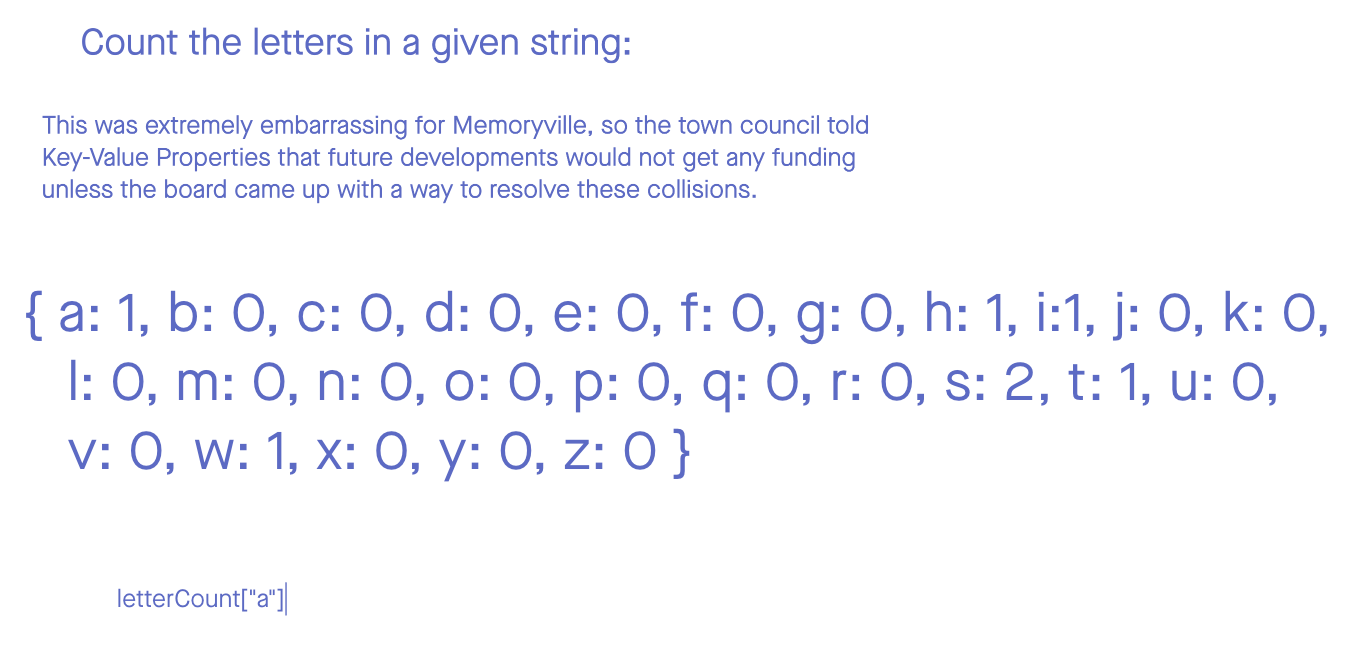 Count the letters in a given string:
This was extremely embarrassing for Memoryville, so the town council told
Key-Value Properties that future developments would not get any funding
unless the board came up with a way to resolve these collisions.
{ a: 1, b: 0, c: 0, d: 0, e: 0, f: 0, g: 0, h: 1, i:1, j: 0, k: 0,
l: 0, m: 0, n: 0, o: 0, p: 0, q: 0, r: 0, s: 2, t: 1, u: 0,
v: 0, w: 1, x: 0, y: 0, z: 0 }
letterCount["a"]